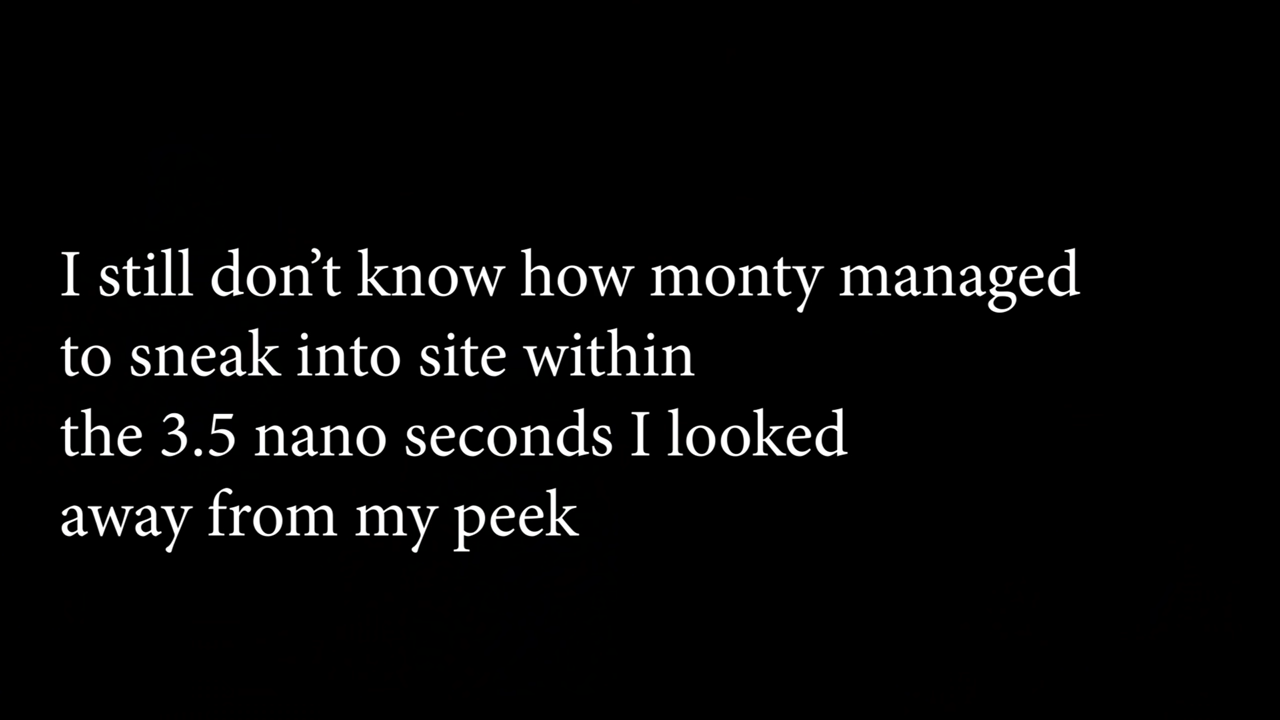 I still don’t know how monty managed
to sneak into site within
the 3.5 nano seconds I looked
away from my peek